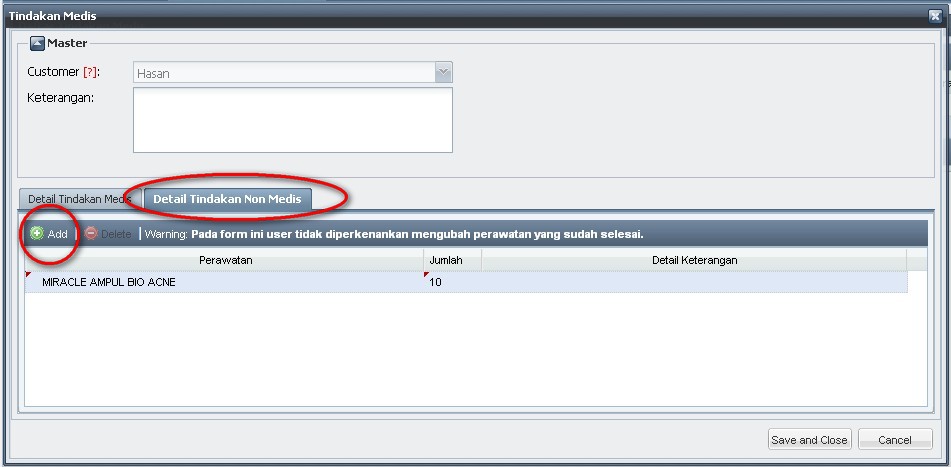 Tindakan Medis
Master
Customer [?]: Hasan
Keterangan:
Detail Tindakan Medis Detail Tindakan Non Medis
Add Delete Warning: Pada form ini user tidak diperkenankan mengubah perawatan yang sudah selesai.
Perawatan Jumlah Detail Keterangan
MIRACLE AMPUL BIO ACNE 10
Save and Close Cancel